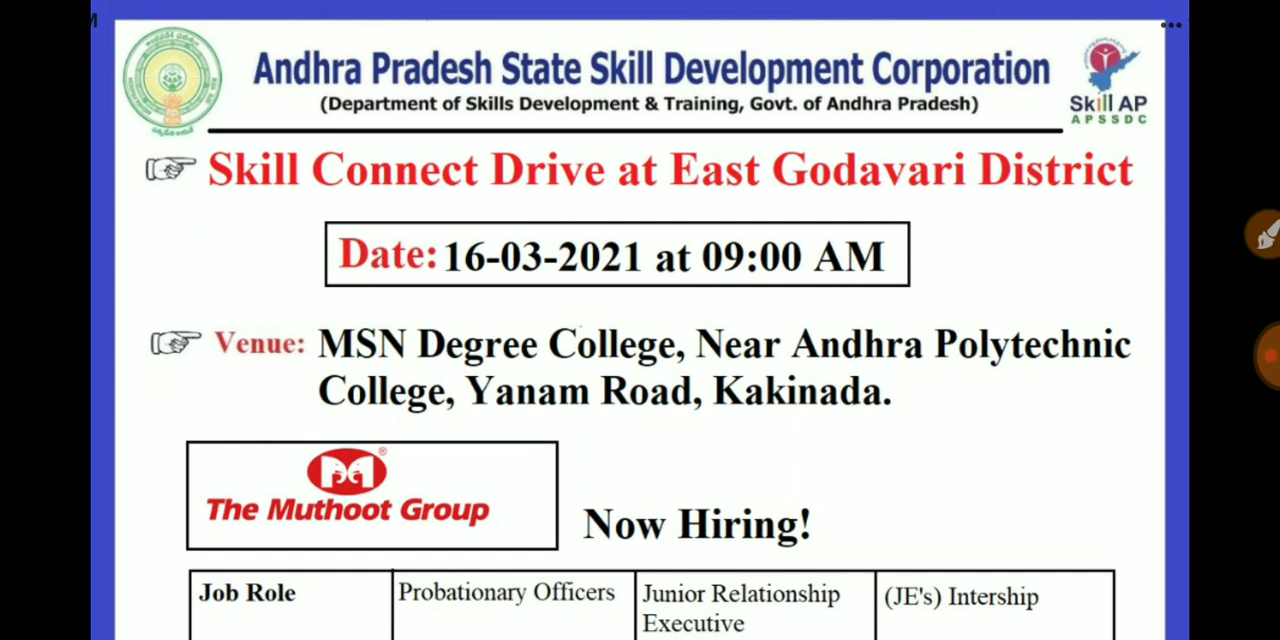 Andhra Pradesh State Skill Development Corporation
(Department of Skills Development & Training, Govt. of Andhra Pradesh)
Skill AP
APSSDC
Skill Connect Drive at East Godavari District
Date: 16-03-2021 at 09:00 AM
Venue: MSN Degree College, Near Andhra Polytechnic
College, Yanam Road, Kakinada.
The Muthoot Group
Now Hiring!
Job Role
Probationary Officers
Junior Relationship
Executive
(JE's) Intership